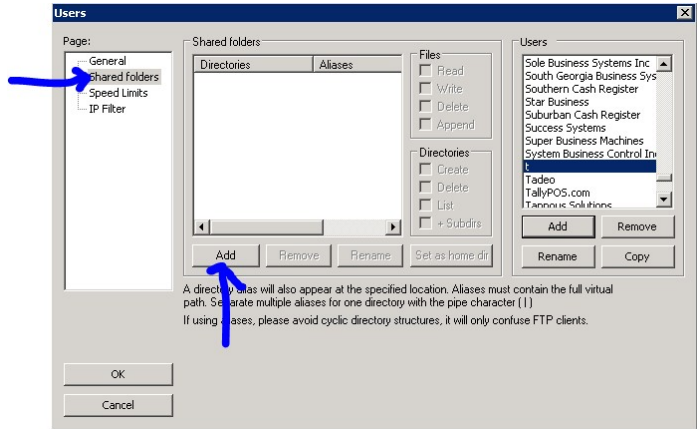 Users
Page:
General
Shared folders
Speed Limits
IP Filter
Shared folders
Directories
Aliases
Files
Read
Write
Delete
Append
Directories
Create
Delete
List
+ Subdirs
Add
Remove
Rename
Set as home dir
Users
Sole Business Systems Inc
South Georgia Business Sys
Southern Cash Register
Star Business
Suburban Cash Register
Success Systems
Super Business Machines
System Business Control In
t
Tadeo
TallyPOS.com
Tannous Solutions
Add
Remove
Rename
Copy
A directory alias will also appear at the specified location. Aliases must contain the full virtual
path. Separate multiple aliases for one directory with the pipe character ( | )
If using aliases, please avoid cyclic directory structures, it will only confuse FTP clients.
OK
Cancel